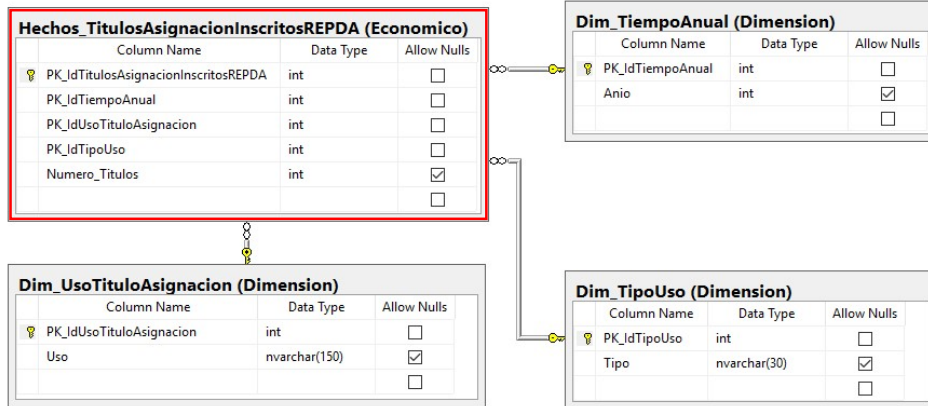 Hechos_TitulosAsignacionInscritosREPDA (Economico)
Column Name Data Type Allow Nulls
PK_IdTitulosAsignacionInscritosREPDA int
PK_IdTiempoAnual int
PK_IdUsoTituloAsignacion int
PK_IdTipoUso int
Numero_Titulos int
Dim_TiempoAnual (Dimension)
Column Name Data Type Allow Nulls
PK_IdTiempoAnual int
Anio int
Dim_UsoTituloAsignacion (Dimension)
Column Name Data Type Allow Nulls
PK_IdUsoTituloAsignacion int
Uso nvarchar(150)
Dim_TipoUso (Dimension)
Column Name Data Type Allow Nulls
PK_IdTipoUso int
Tipo nvarchar(30)